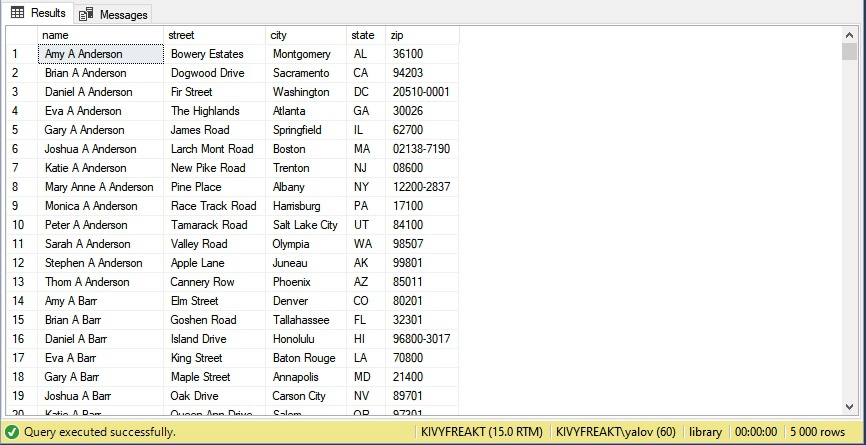 Results Messages
name street city state zip
1 Amy A Anderson Bowery Estates Montgomery AL 36100
2 Brian A Anderson Dogwood Drive Sacramento CA 94203
3 Daniel A Anderson Fir Street Washington DC 20510-0001
4 Eva A Anderson The Highlands Atlanta GA 30026
5 Gary A Anderson James Road Springfield IL 62700
6 Joshua A Anderson Larch Mont Road Boston MA 02138-7190
7 Katie A Anderson New Pike Road Trenton NJ 08600
8 Mary Anne A Anderson Pine Place Albany NY 12200-2837
9 Monica A Anderson Race Track Road Harrisburg PA 17100
10 Peter A Anderson Tamarack Road Salt Lake City UT 84100
11 Sarah A Anderson Valley Road Olympia WA 98507
12 Stephen A Anderson Apple Lane Juneau AK 99801
13 Thom A Anderson Cannery Row Phoenix AZ 85011
14 Amy A Barr Elm Street Denver CO 80201
15 Brian A Barr Goshen Road Tallahassee FL 32301
16 Daniel A Barr Island Drive Honolulu HI 96800-3017
17 Eva A Barr King Street Baton Rouge LA 70800
18 Gary A Barr Maple Street Annapolis MD 21400
19 Joshua A Barr Oak Drive Carson City NV 89701
20 Katie A Barr Queen Ann Drive Salem OR 97301
Query executed successfully. KIVYFREAKT (15.0 RTM) KIVYFREAKT\yalov (60) library 00:00:00 5 000 rows